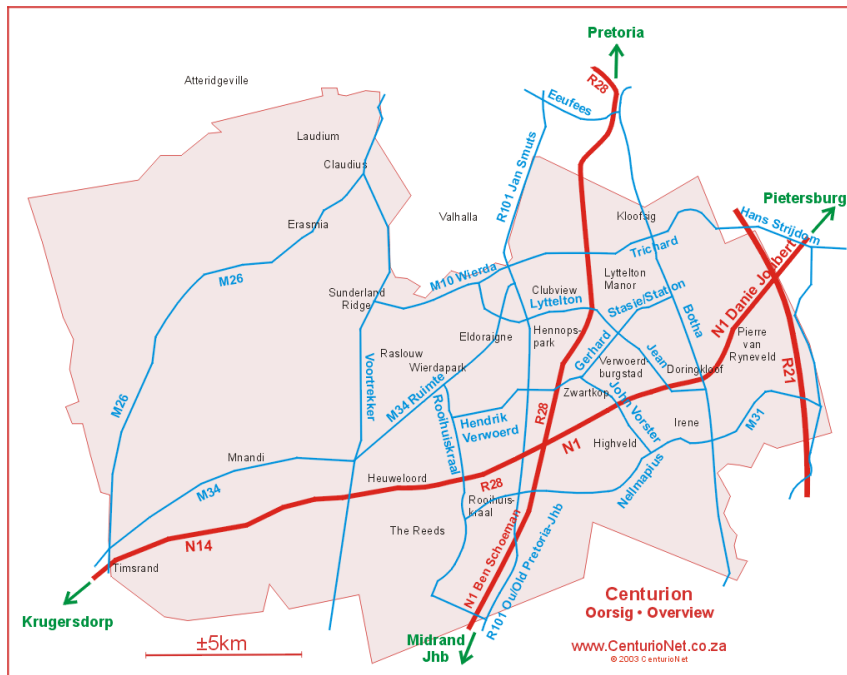 Pretoria
R28
Atteridgeville
Eeufees
Laudium
Claudius
R101 Jan Smuts
Pietersburg
Hans Strijdom
Erasmia
Valhalla
Kloofsig
Trichard
M26
M10 Wierda
Lyttelton
Manor
N1 Danie Joubert
Sunderland
Ridge
Clubview
Lyttelton
Stasie/Station
Botha
Eldoraigne
Hennops-
park
Pierre
van
Ryneveld
Raslouw
Wierdapark
Voortrekker
M34 Ruimte
Gerhard
Verwoerd-
burgstad
Jean
Doringkloof
R21
M26
Rooihuiskraal
Hendrik
Verwoerd
R28
Zwartkop
John Vorster
Irene
M31
N1
Highveld
Mnandi
M34
Heuweloord
R28
Nellmapius
Rooihuis-
kraal
The Reeds
N14
N1 Ben Schoeman
R101 Ou/Old Pretoria-Jhb
Timsrand
Krugersdorp
Centurion
Oorsig • Overview
±5km
Midrand
Jhb
www.CenturioNet.co.za
© 2003 CenturioNet